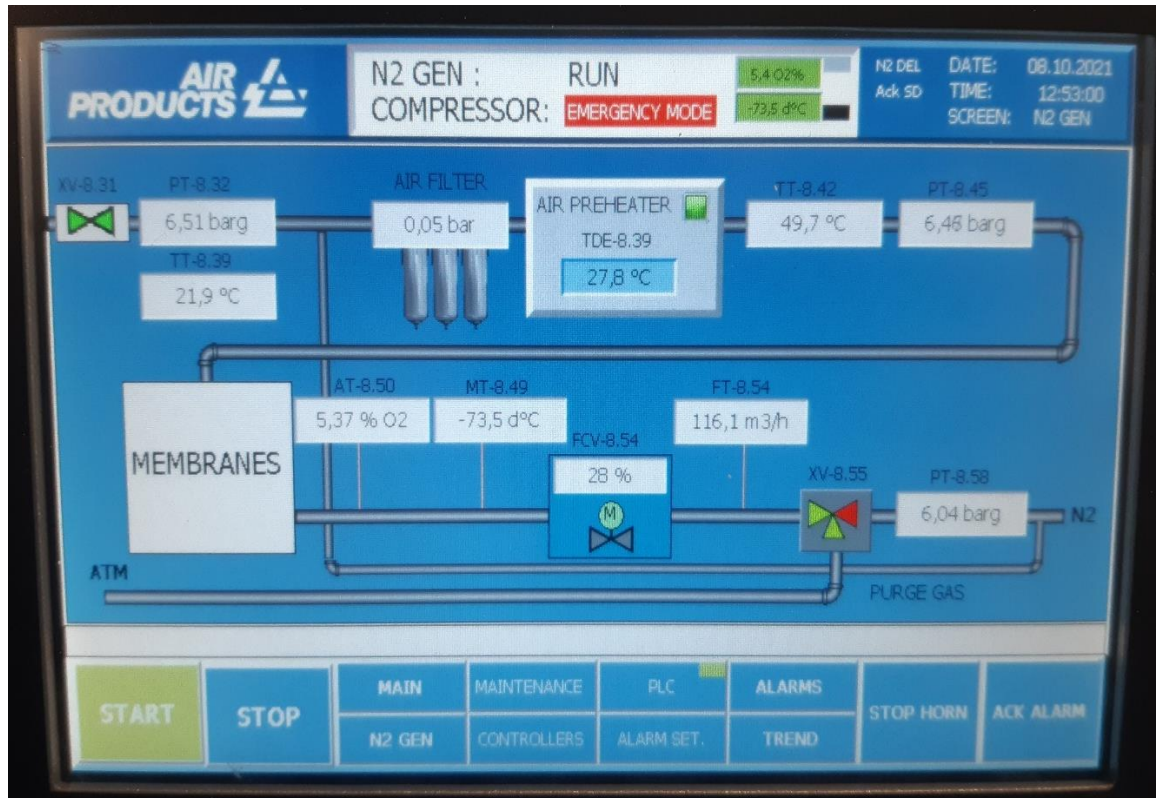 AIR
PRODUCTS
N2 GEN : RUN
COMPRESSOR: EMERGENCY MODE
5,4 O2%
-73,5 d°C
N2 DEL
Ack SD
DATE: 08.10.2021
TIME: 12:53:00
SCREEN: N2 GEN
XV-8.31
PT-8.32
6,51 barg
TT-8.39
21,9 ºC
AIR FILTER
0,05 bar
AIR PREHEATER
TDE-8.39
27,8 ºC
TT-8.42
49,7 ºC
PT-8.45
6,46 barg
MEMBRANES
AT-8.50
5,37 % O2
MT-8.49
-73,5 dºC
FCV-8.54
28 %
M
FT-8.54
116,1 m3/h
XV-8.55
PT-8.58
6,04 barg
N2
ATM
PURGE GAS
START
STOP
MAIN
MAINTENANCE
PLC
ALARMS
N2 GEN
CONTROLLERS
ALARM SET.
TREND
STOP HORN
ACK ALARM